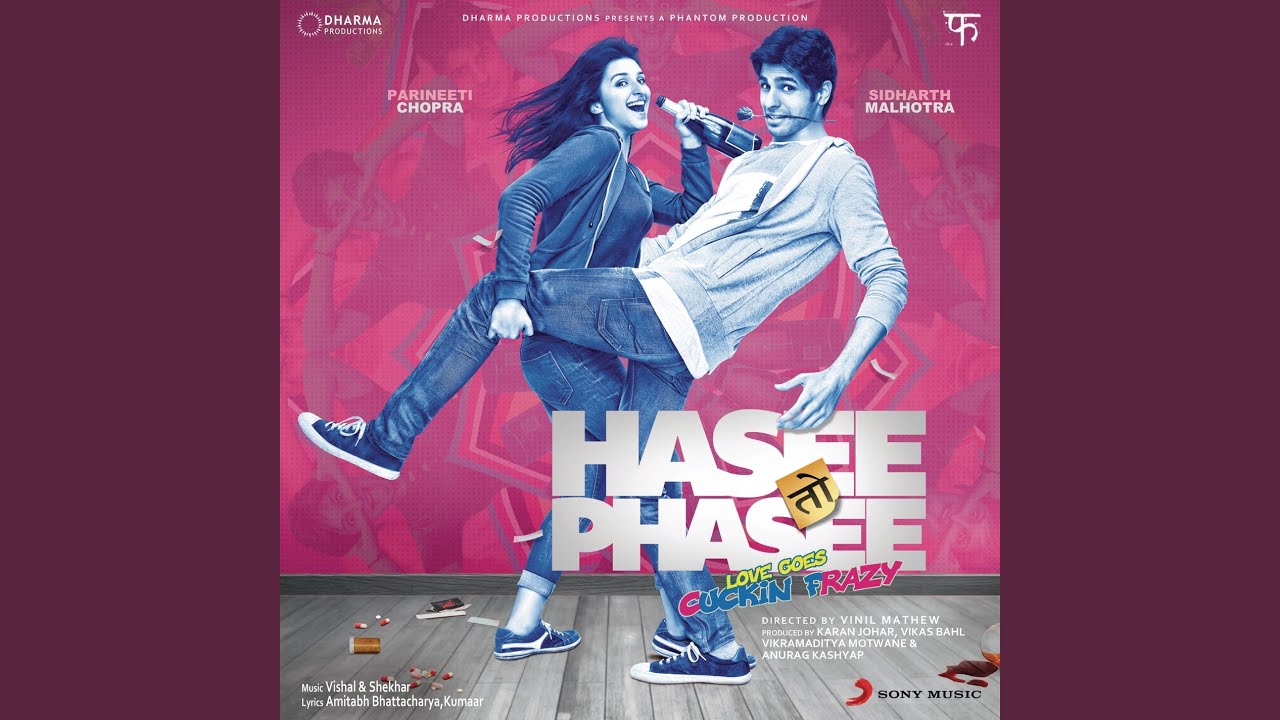 DHARMA
PRODUCTIONS
DHARMA PRODUCTIONS PRESENTS A PHANTOM PRODUCTION
फ
PARINEETI
CHOPRA
SIDHARTH
MALHOTRA
HASEE
तो
PHASEE
LOVE GOES
CUCKIN FRAZY
DIRECTED BY VINIL MATHEW
PRODUCED BY KARAN JOHAR, VIKAS BAHL
VIKRAMADITYA MOTWANE &
ANURAG KASHYAP
Music Vishal & Shekhar
Lyrics Amitabh Bhattacharya,Kumaar
SONY MUSIC